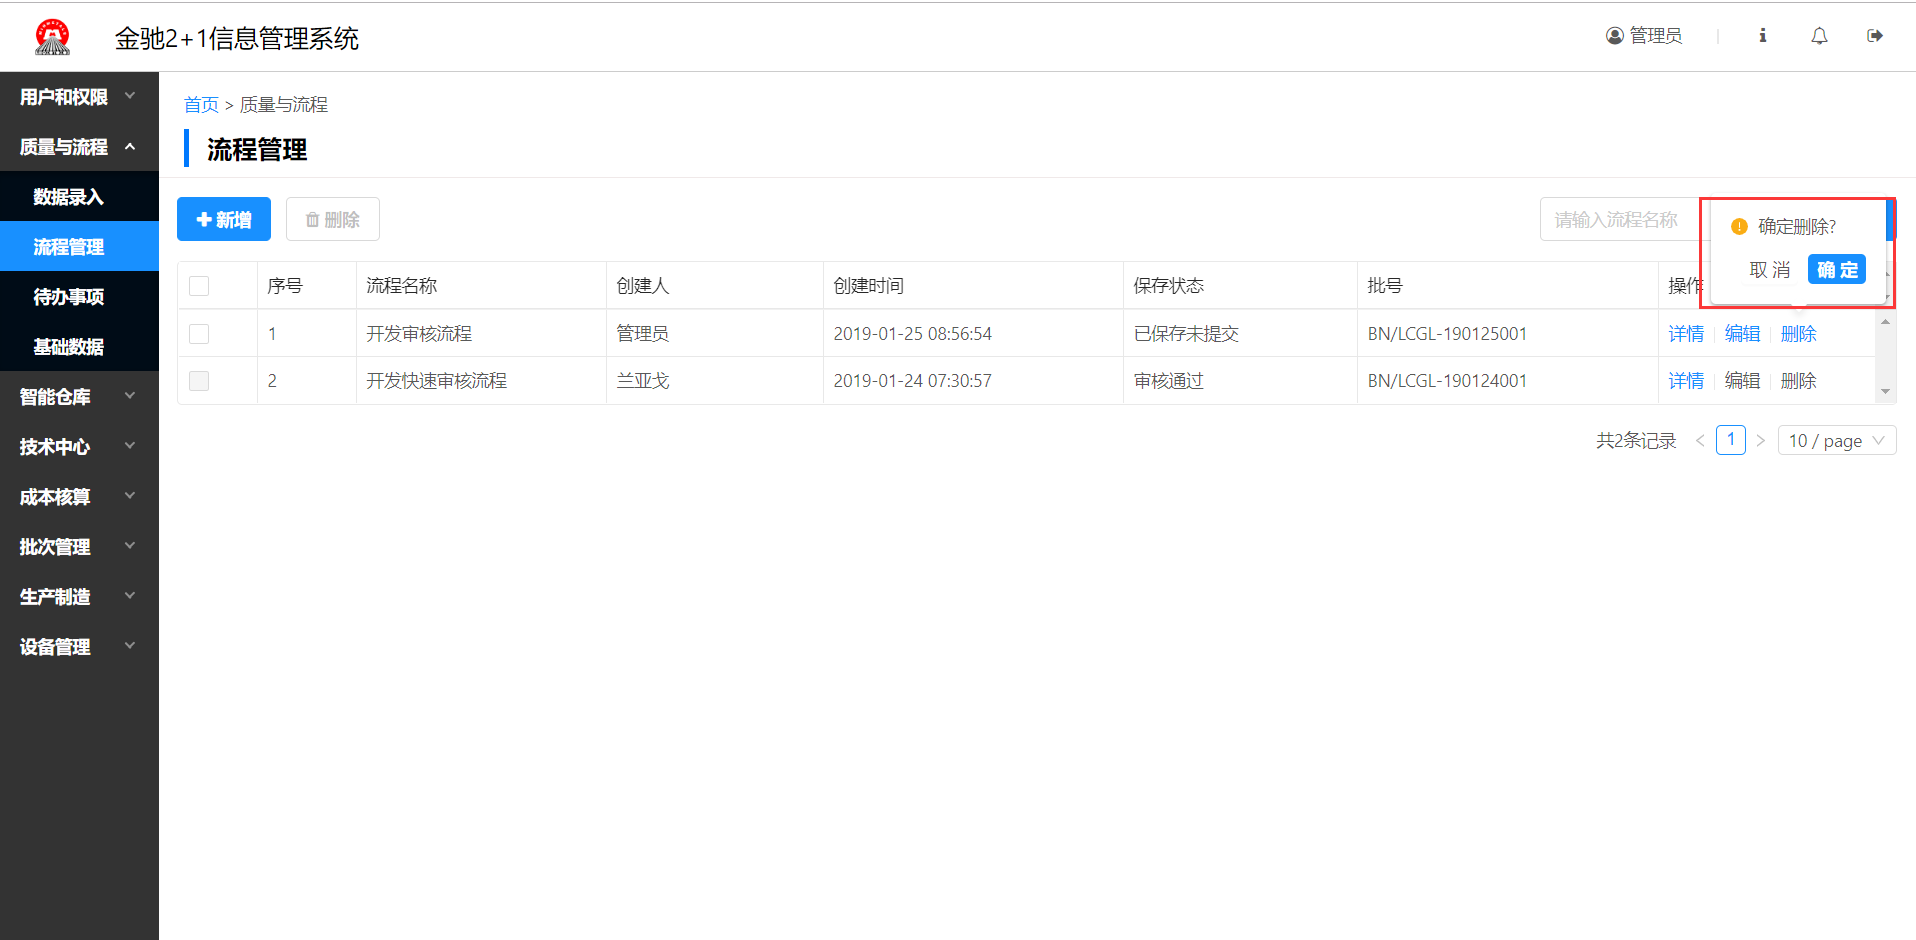 金驰2+1信息管理系统
管理员
用户和权限
质量与流程
数据录入
流程管理
待办事项
基础数据
智能仓库
技术中心
成本核算
批次管理
生产制造
设备管理
首页 > 质量与流程
流程管理
新增 删除 请输入流程名称
确定删除?
取 消 确 定
序号 流程名称 创建人 创建时间 保存状态 批号 操作
1 开发审核流程 管理员 2019-01-25 08:56:54 已保存未提交 BN/LCGL-190125001 详情 编辑 删除
2 开发快速审核流程 兰亚戈 2019-01-24 07:30:57 审核通过 BN/LCGL-190124001 详情 编辑 删除
共2条记录 < 1 > 10 / page